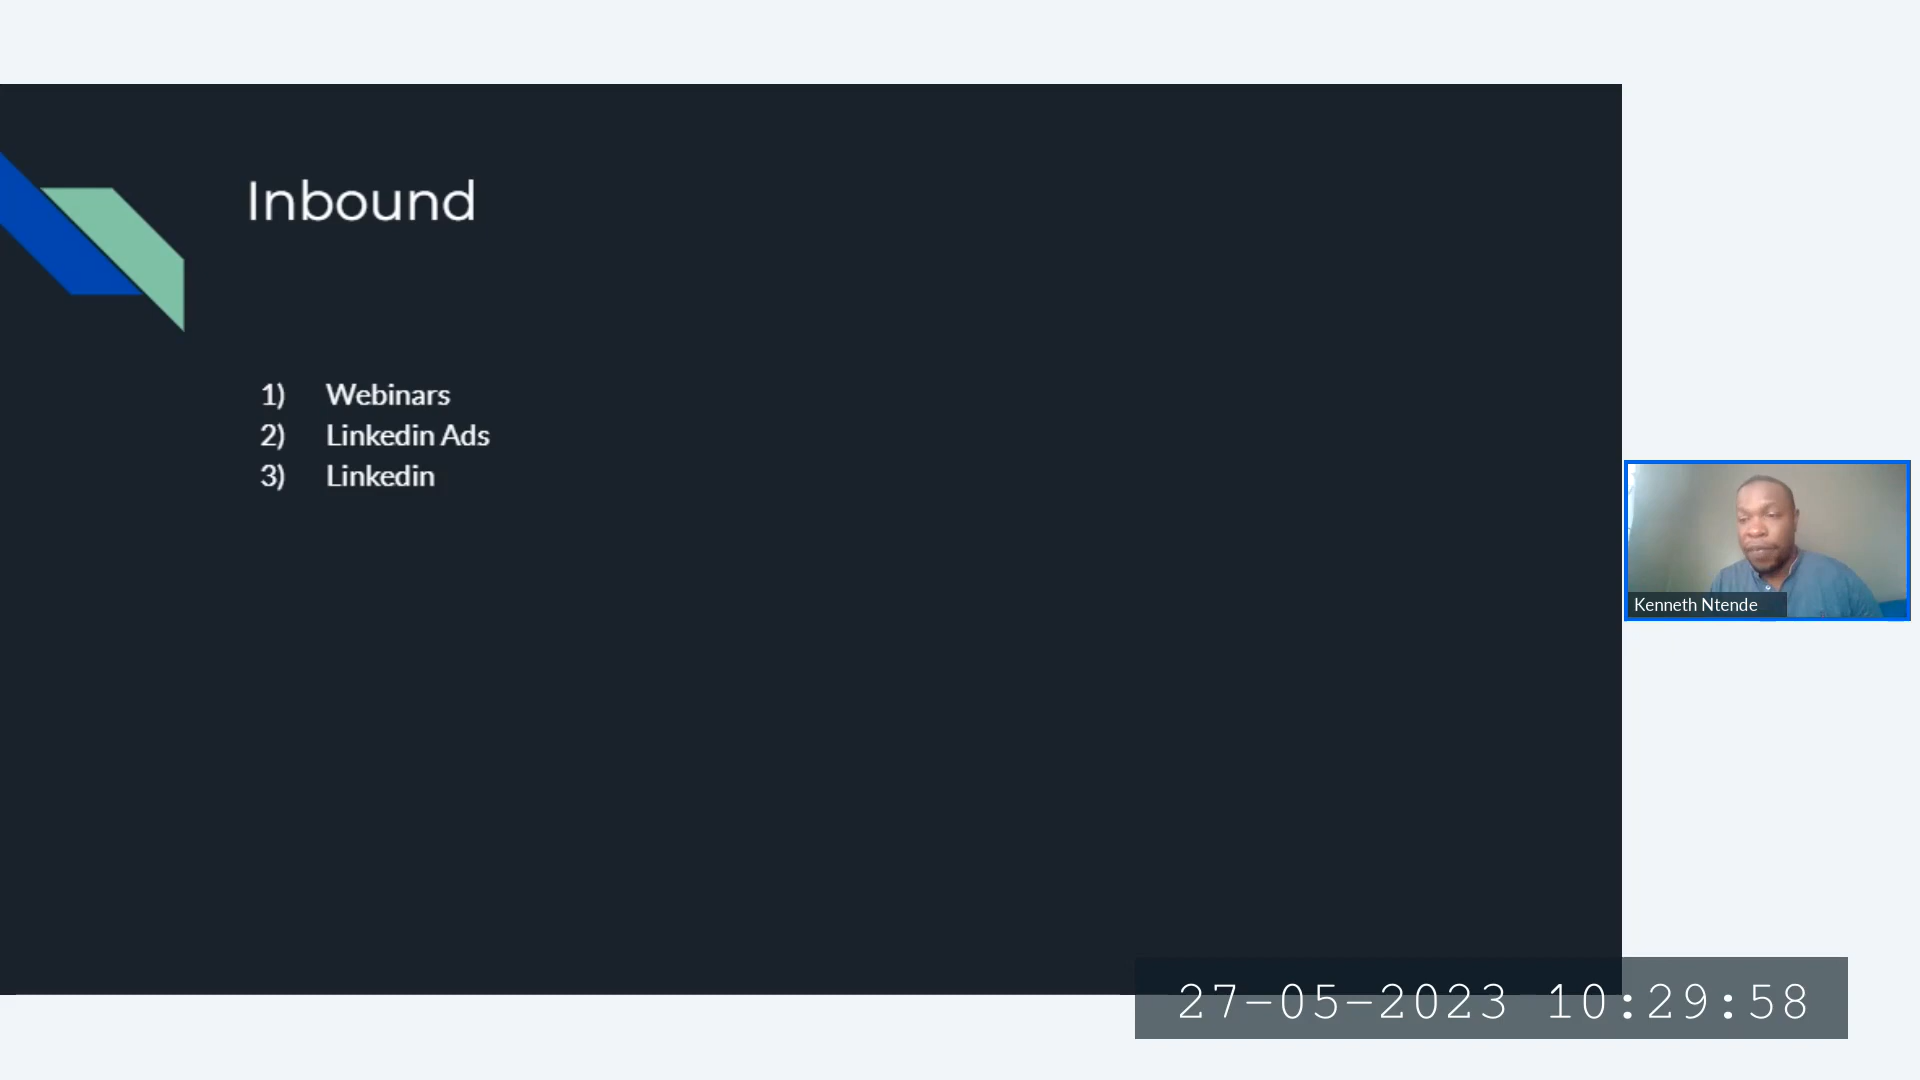 Inbound
1) Webinars
2) Linkedin Ads
3) Linkedin
Kenneth Ntende
27-05-2023 10:29:58